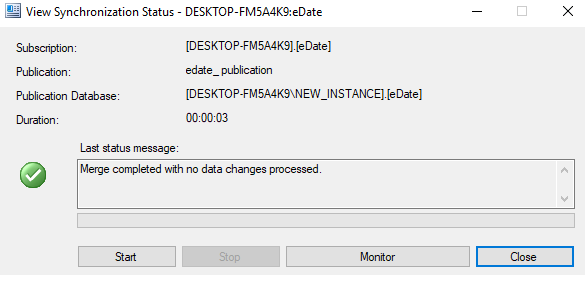 View Synchronization Status - DESKTOP-FM5A4K9:eDate
Subscription: [DESKTOP-FM5A4K9].[eDate]
Publication: edate_ publication
Publication Database: [DESKTOP-FM5A4K9\NEW_INSTANCE].[eDate]
Duration: 00:00:03
Last status message:
Merge completed with no data changes processed.
Start Stop Monitor Close